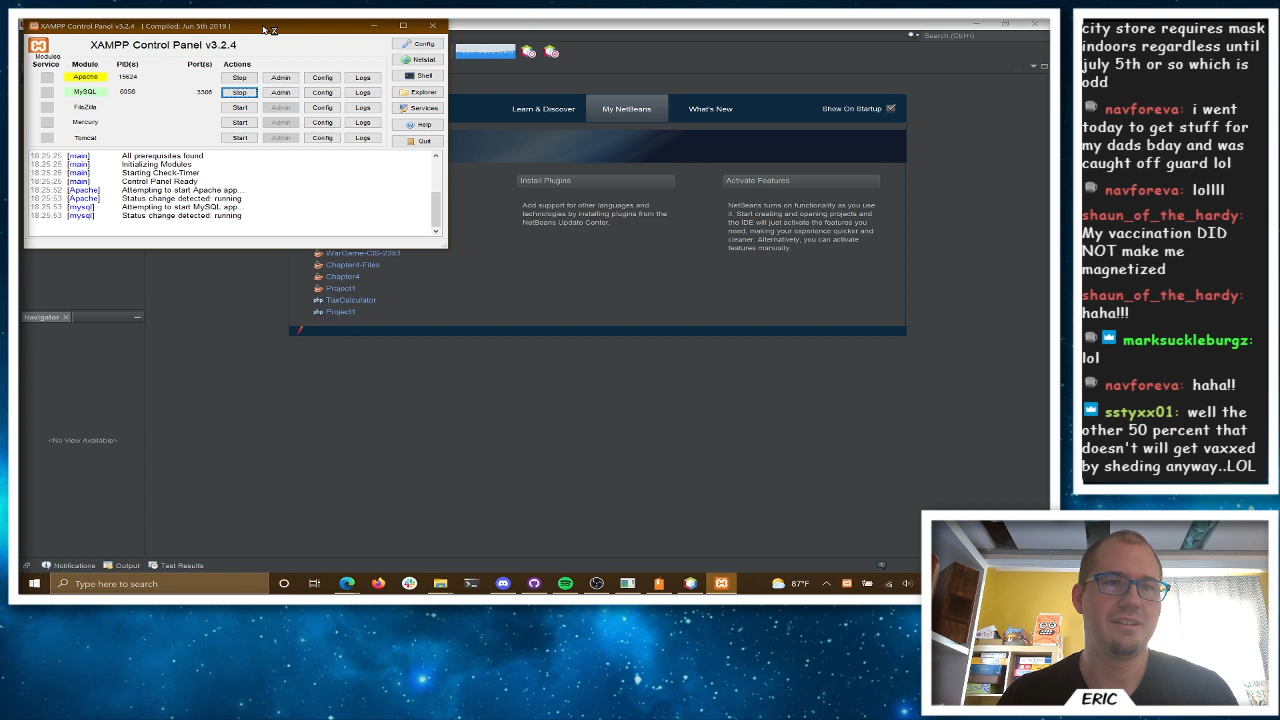 XAMPP Control Panel v3.2.4 [ Compiled: Jun 5th 2019 ]
XAMPP Control Panel v3.2.4
Modules
Service Module PID(s) Port(s) Actions
Apache 15624 Stop Admin Config Logs
MySQL 3306 Stop Admin Config Logs
FileZilla Start Admin Config Logs
Mercury Start Admin Config Logs
Tomcat Start Admin Config Logs
Config
Netstat
Shell
Explorer
Services
Help
Quit
18:25:25 [main] All prerequisites found
18:25:25 [main] Initializing Modules
18:25:25 [main] Starting Check-Timer
18:25:25 [main] Control Panel Ready
18:25:52 [Apache] Attempting to start Apache app...
18:25:53 [Apache] Status change detected: running
18:25:53 [mysql] Attempting to start MySQL app...
18:25:53 [mysql] Status change detected: running
Search (Ctrl+I)
Learn & Discover My NetBeans What's New Show On Startup
Install Plugins
Add support for other languages and
technologies by installing plugins from the
NetBeans Update Center.
Activate Features
NetBeans turns on functionality as you use
it. Start creating and opening projects and
the IDE will just activate the features you
need, making your experience quicker and
cleaner. Alternatively, you can activate
features manually.
WarGame-CIS-2353
Chapter4-Files
Chapter4
Project1
php TaxCalculator
php Project1
Navigator
<No View Available>
Notifications Output Test Results
Type here to search
87°F
city store requires mask
indoors regardless until
july 5th or so which is
odd
navforeva: i went
today to get stuff for
my dads bday and was
caught off guard lol
navforeva: lollll
shaun_of_the_hardy:
My vaccination DID
NOT make me
magnetized
shaun_of_the_hardy:
haha!!!
marksuckleburgz:
lol
navforeva: haha!!
sstyxx01: well the
other 50 percent that
doesn't will get vaxxed
by sheding anyway..LOL
ERIC